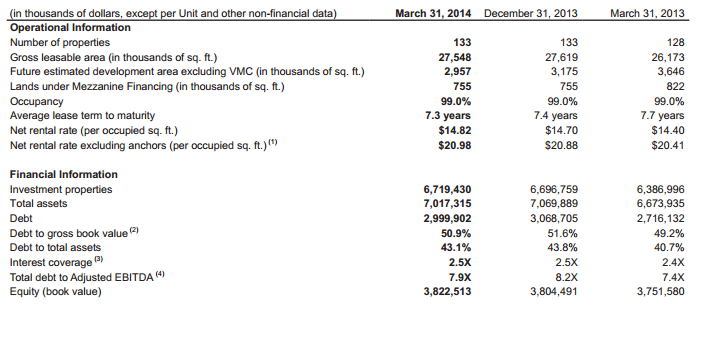 (in thousands of dollars, except per Unit and other non-financial data) March 31, 2014 December 31, 2013 March 31, 2013
Operational Information
Number of properties 133 133 128
Gross leasable area (in thousands of sq. ft.) 27,548 27,619 26,173
Future estimated development area excluding VMC (in thousands of sq. ft.) 2,957 3,175 3,646
Lands under Mezzanine Financing (in thousands of sq. ft.) 755 755 822
Occupancy 99.0% 99.0% 99.0%
Average lease term to maturity 7.3 years 7.4 years 7.7 years
Net rental rate (per occupied sq. ft.) $14.82 $14.70 $14.40
Net rental rate excluding anchors (per occupied sq. ft.) (1) $20.98 $20.88 $20.41
Financial Information
Investment properties 6,719,430 6,696,759 6,386,996
Total assets 7,017,315 7,069,889 6,673,935
Debt 2,999,902 3,068,705 2,716,132
Debt to gross book value (2) 50.9% 51.6% 49.2%
Debt to total assets 43.1% 43.8% 40.7%
Interest coverage (3) 2.5X 2.5X 2.4X
Total debt to Adjusted EBITDA (4) 7.9X 8.2X 7.4X
Equity (book value) 3,822,513 3,804,491 3,751,580